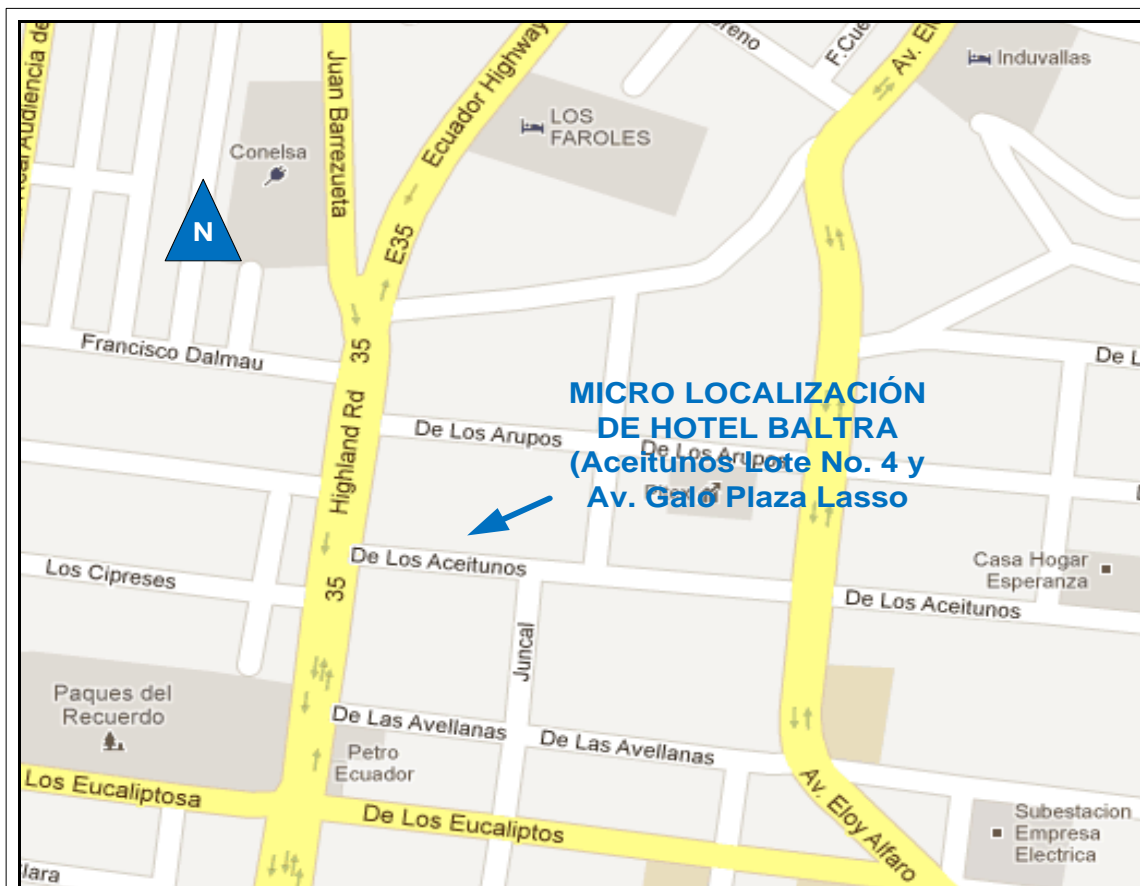 Real Audiencia de
Juan Barrezueta
Ecuador Highway
F.Cue
Av. El
Induvallas
LOS
FAROLES
Conelsa
N
E35
35
Francisco Dalmau
De L
Highland Rd
MICRO LOCALIZACIÓN
DE HOTEL BALTRA
(Aceitunos Lote No. 4 y
Av. Galo Plaza Lasso
De Los Arupos
De Los Arupos
De Los Aceitunos
Los Cipreses
35
Casa Hogar
Esperanza
De Los Aceitunos
Juncal
Paques del
Recuerdo
De Las Avellanas
De Las Avellanas
Petro
Ecuador
Los Eucaliptosa
De Los Eucaliptos
Av. Eloy Alfaro
Subestacion
Empresa
Electrica
lara